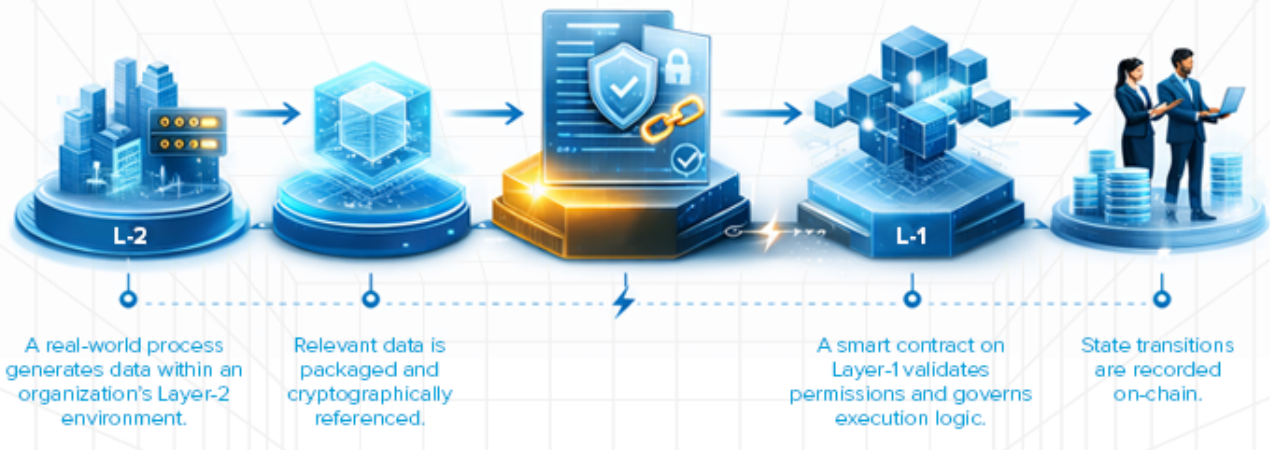 L-2
L-1
A real-world process
generates data within an
organization's Layer-2
environment.
Relevant data is
packaged and
cryptographically
referenced.
A smart contract on
Layer-1 validates
permissions and governs
execution logic.
State transitions
are recorded
on-chain.